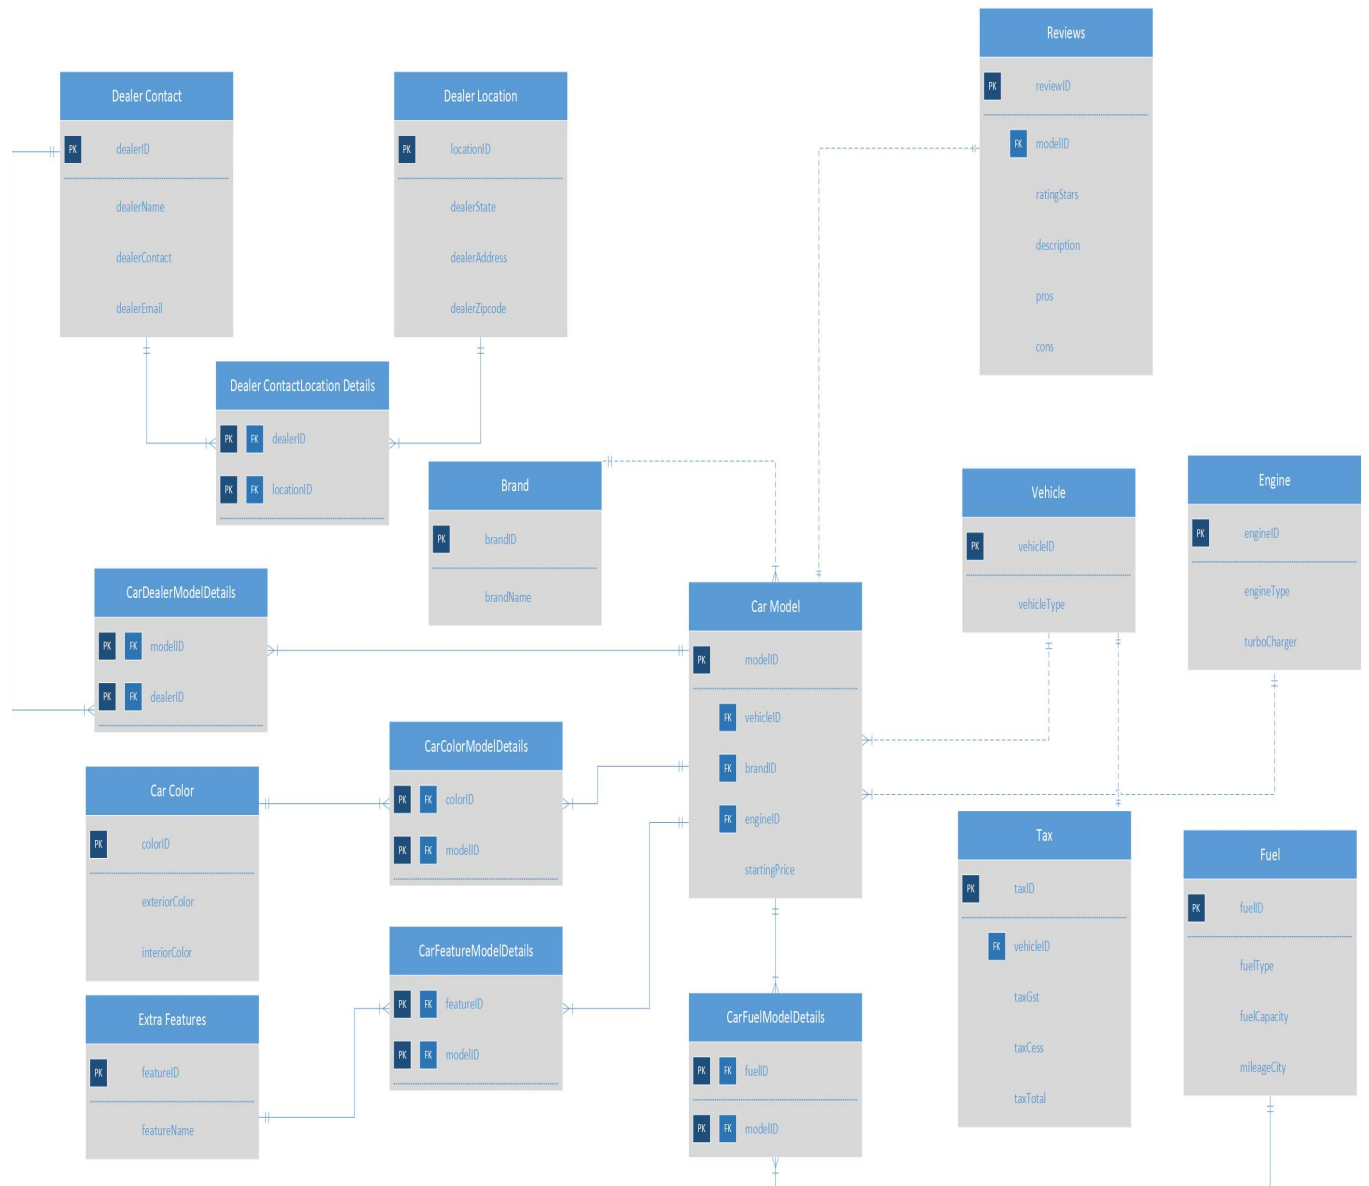 Reviews
PK reviewID
FK modelID
ratingStars
description
pros
cons
Dealer Contact
PK dealerID
dealerName
dealerContact
dealerEmail
Dealer Location
PK locationID
dealerState
dealerAddress
dealerZipcode
Dealer ContactLocation Details
PK FK dealerID
PK FK locationID
Brand
PK brandID
brandName
Vehicle
PK vehicleID
vehicleType
Engine
PK engineID
engineType
turboCharger
CarDealerModelDetails
PK FK modelID
PK FK dealerID
Car Model
PK modelID
FK vehicleID
FK brandID
FK engineID
startingPrice
CarColorModelDetails
PK FK colorID
PK FK modelID
Car Color
PK colorID
exteriorColor
interiorColor
Tax
PK taxID
FK vehicleID
taxGst
taxCess
taxTotal
Fuel
PK fuelID
fuelType
fuelCapacity
mileageCity
CarFeatureModelDetails
PK FK featureID
PK FK modelID
Extra Features
PK featureID
featureName
CarFuelModelDetails
PK FK fuelID
PK FK modelID